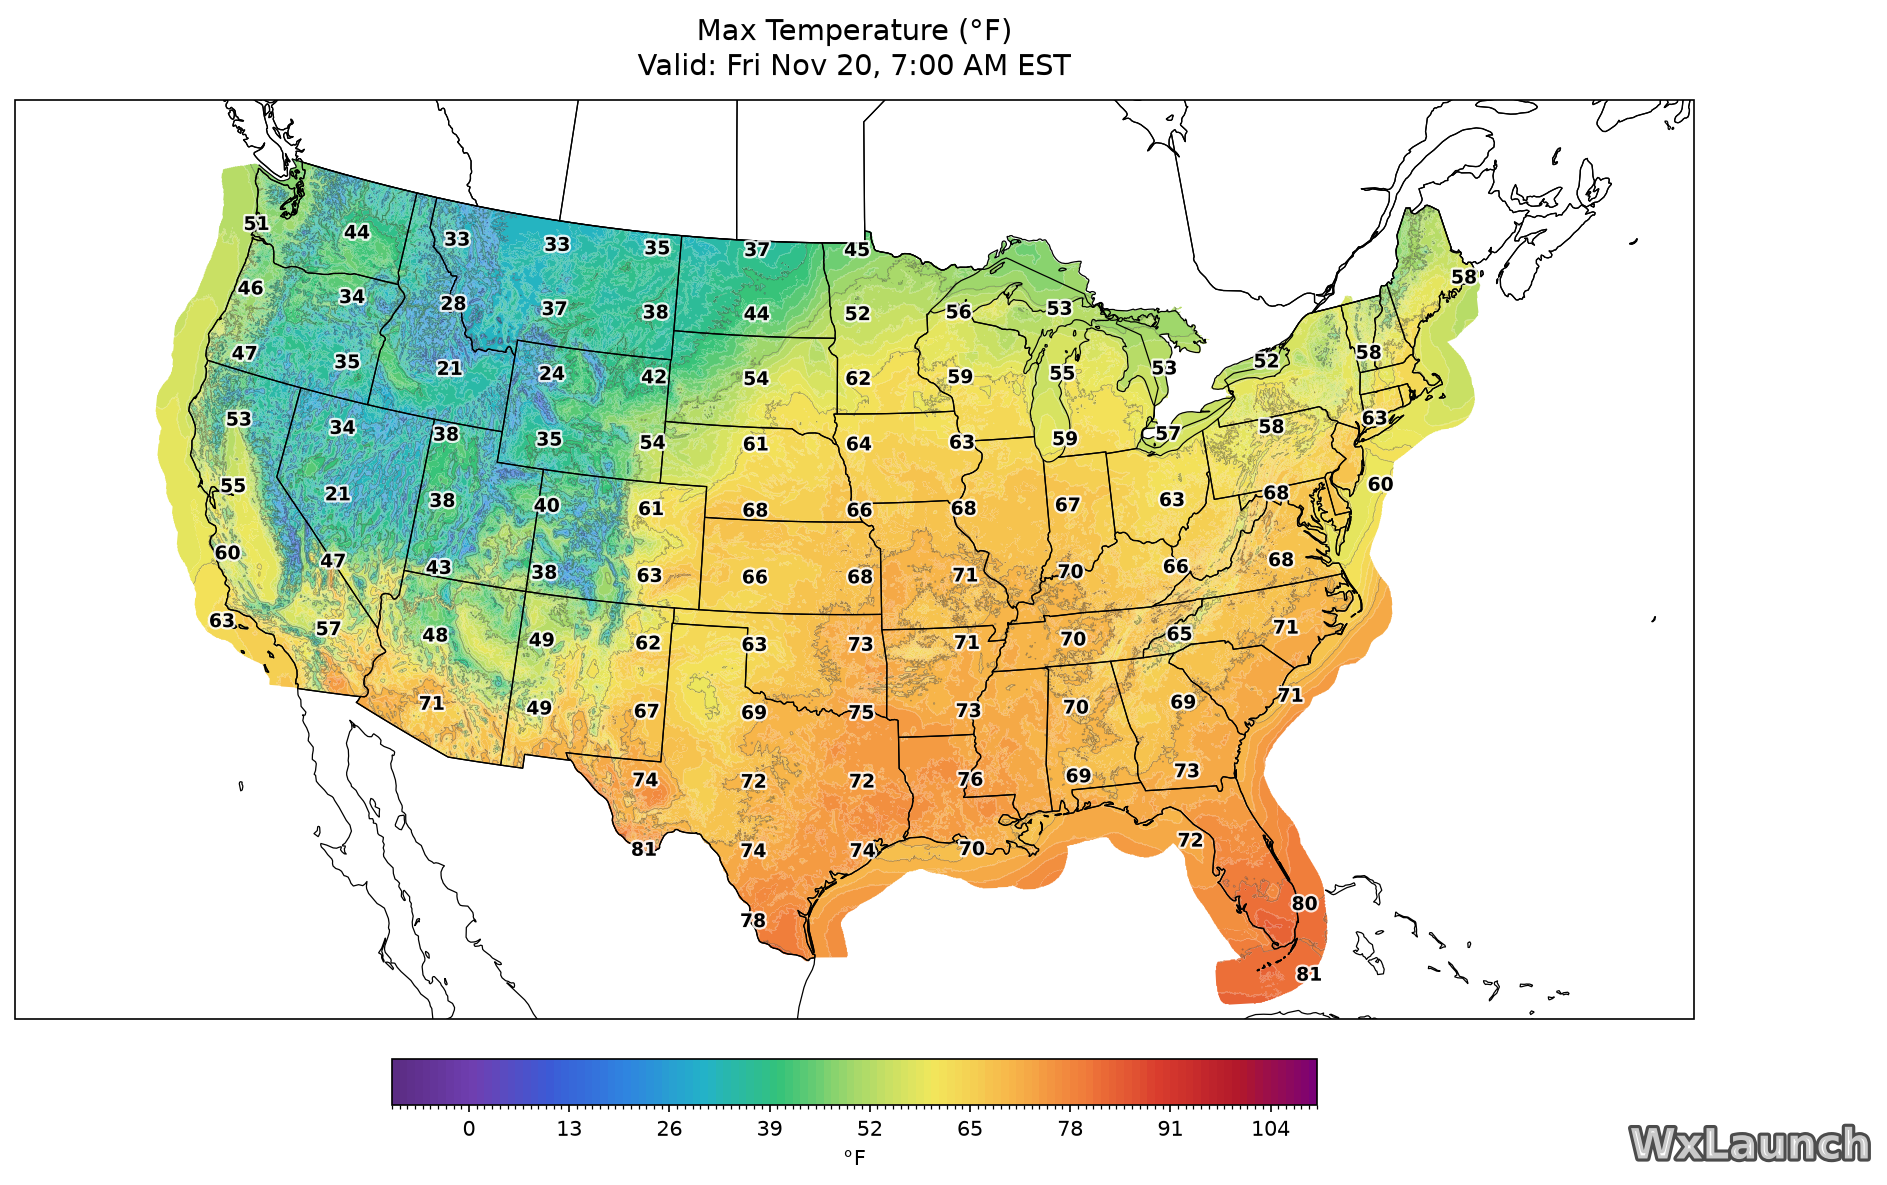 Max Temperature (°F)
Valid: Fri Nov 20, 7:00 AM EST
51 44 33 33 35 37 45 58
46 34 28 37 38 44 52 56 53
47 35 21 24 42 54 62 59 55 53 52 58
53 34 38 35 54 61 64 63 59 57 58 63
55 21 38 40 61 68 66 68 67 63 68 60
60 47 43 38 63 66 68 71 70 66 68
63 57 48 49 62 63 73 71 70 65 71
71 49 67 69 75 73 70 69 71
74 72 72 76 69 73
81 74 74 70 72
78 80
81
0 13 26 39 52 65 78 91 104
°F
WxLaunch